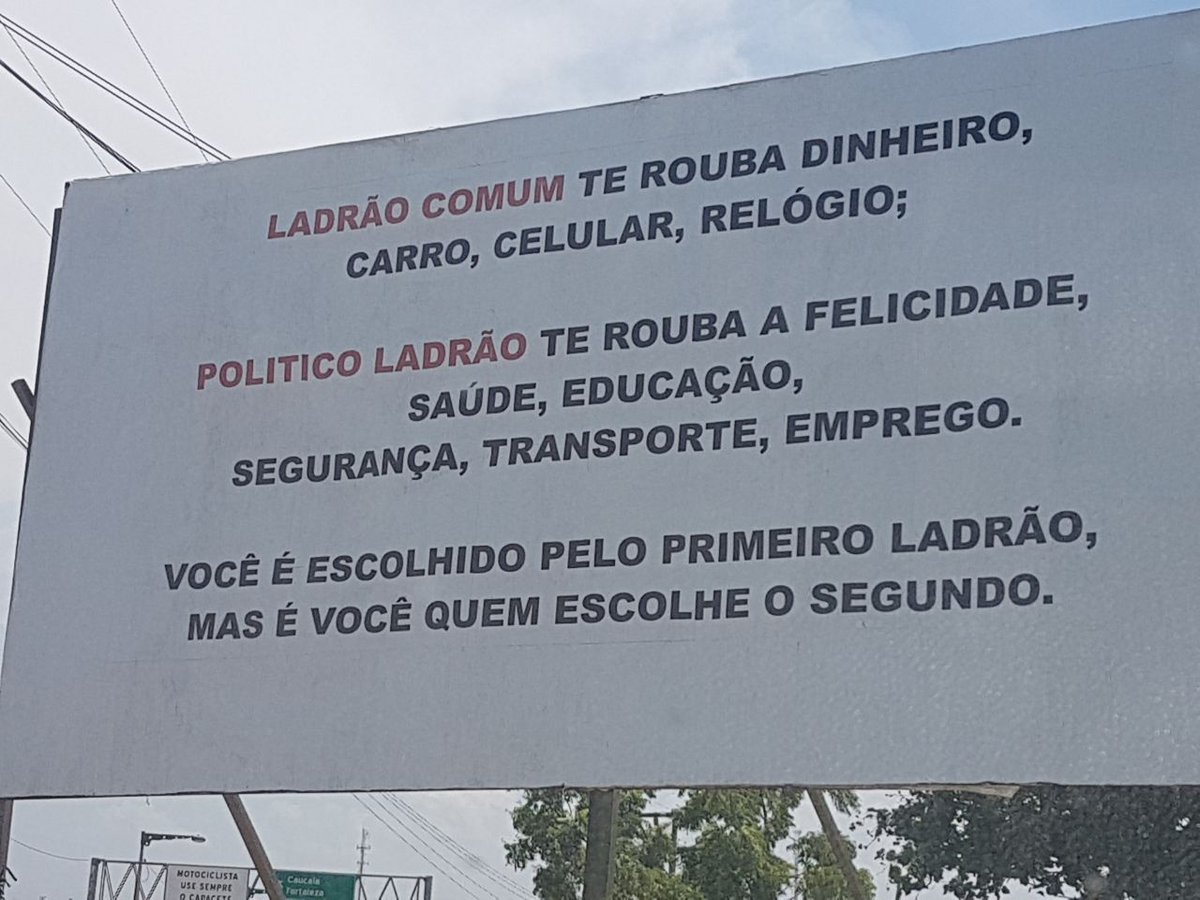 LADRÃO COMUM TE ROUBA DINHEIRO,
CARRO, CELULAR, RELÓGIO;
POLITICO LADRÃO TE ROUBA A FELICIDADE,
SAÚDE, EDUCAÇÃO,
SEGURANÇA, TRANSPORTE, EMPREGO.
VOCÊ É ESCOLHIDO PELO PRIMEIRO LADRÃO,
MAS É VOCÊ QUEM ESCOLHE O SEGUNDO.
MOTOCICLISTA
USE SEMPRE
O CAPACETE
Caucaia
Fortaleza